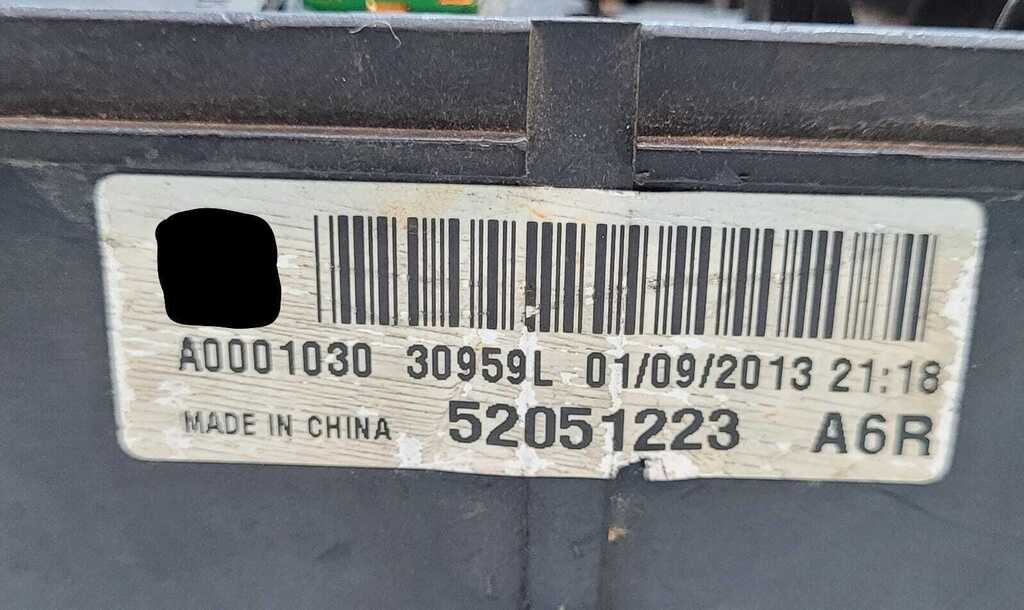 A0001030 30959L 01/09/2013 21:18
MADE IN CHINA 52051223 A6R